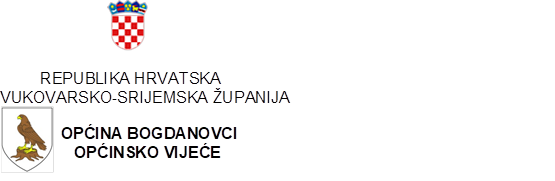 REPUBLIKA HRVATSKA
VUKOVARSKO-SRIJEMSKA ŽUPANIJA
OPĆINA BOGDANOVCI
OPĆINSKO VIJEĆE